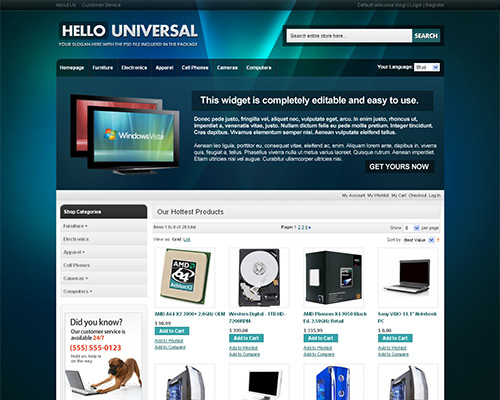 About Us Customer Service
Default welcome msg! | Login | Register
HELLO UNIVERSAL
YOUR SLOGAN HERE WITH THE PSD FILE INCLUDED IN THE PACKAGE
Search entire store here...
SEARCH
Homepage Furniture Electronics Apparel Cell Phones Cameras Computers
Your Language: Blue
This widget is completely editable and easy to use.
Donec pede justo, fringilla vel, aliquet nec, vulputate eget, arcu. In enim justo, rhoncus ut,
imperdiet a, venenatis vitae, justo. Nullam dictum felis eu pede mollis pretium. Integer tincidunt.
Cras dapibus. Vivamus elementum semper nisi. Aenean vulputate eleifend tellus.
Aenean leo ligula, porttitor eu, consequat vitae, eleifend ac, enim. Aliquam lorem ante, dapibus in, viverra
quis, feugiat a, tellus. Phasellus viverra nulla ut metus varius laoreet. Quisque rutrum. Aenean imperdiet.
Etiam ultricies nisi vel augue. Curabitur ullamcorper ultricies nisi.
WindowsVista
GET YOURS NOW
My Account My Wishlist My Cart Checkout Log In
Shop Categories
Furniture +
Electronics
Apparel +
Cell Phones
Cameras +
Computers +
Our Hottest Products
Items 1 to 8 of 28 total
Page: 1 2 3 4
Show 8 per page
View as: Grid List
Sort by Best Value
AMD
64
Athlon X2
AMD A64 X2 3800+ 2.0GHz OEM
Add to Cart
Add to Wishlist
Add to Compare
Western Digital - 1TB HD -
7200RPM
$ 399.00
Add to Cart
Add to Wishlist
Add to Compare
AMD Phenom X4 9850 Black
Ed. 2.50GHz Retail
$ 335.99
Add to Cart
Add to Wishlist
Add to Compare
Sony VAIO 11.1" Notebook
PC
Add to Cart
Add to Wishlist
Add to Compare
Did you know?
Our customer service is
available 24/7
(555) 555-0123
Hold on, help is
on the way.